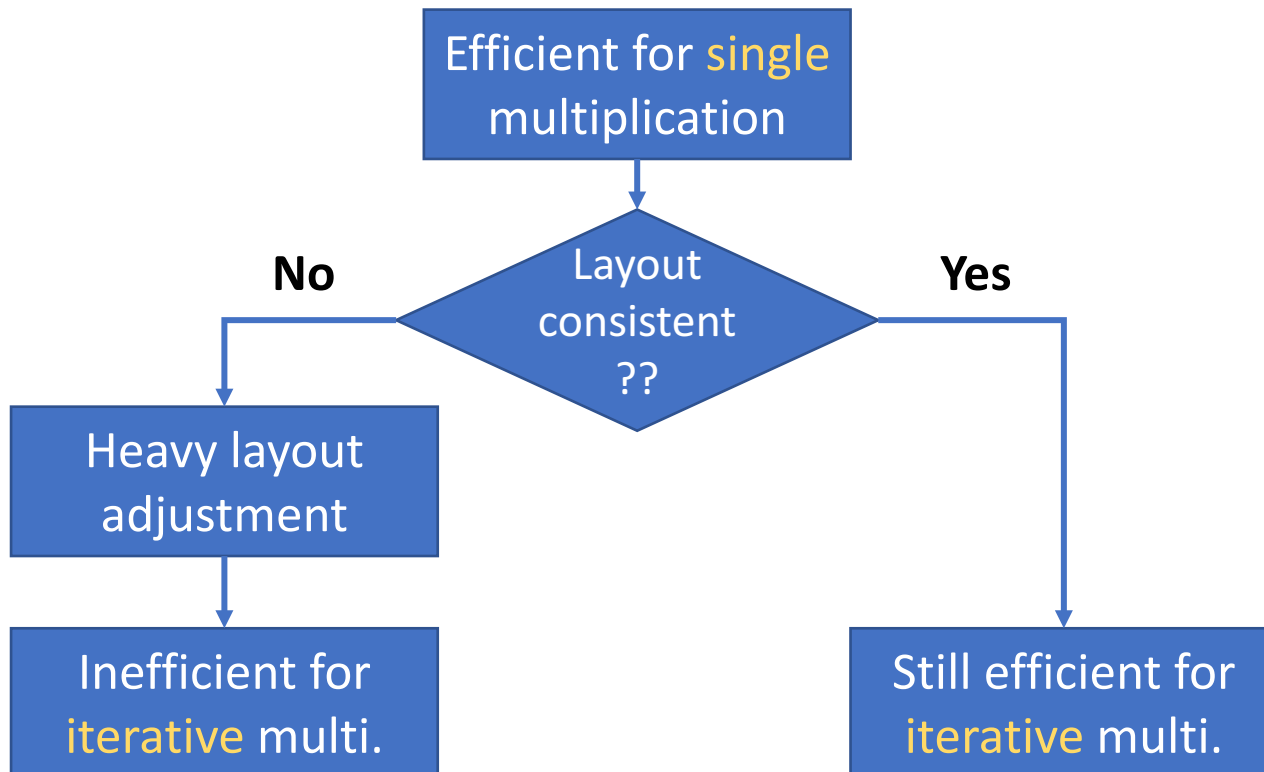 Efficient for single
multiplication
No
Layout
consistent
??
Yes
Heavy layout
adjustment
Inefficient for
iterative multi.
Still efficient for
iterative multi.